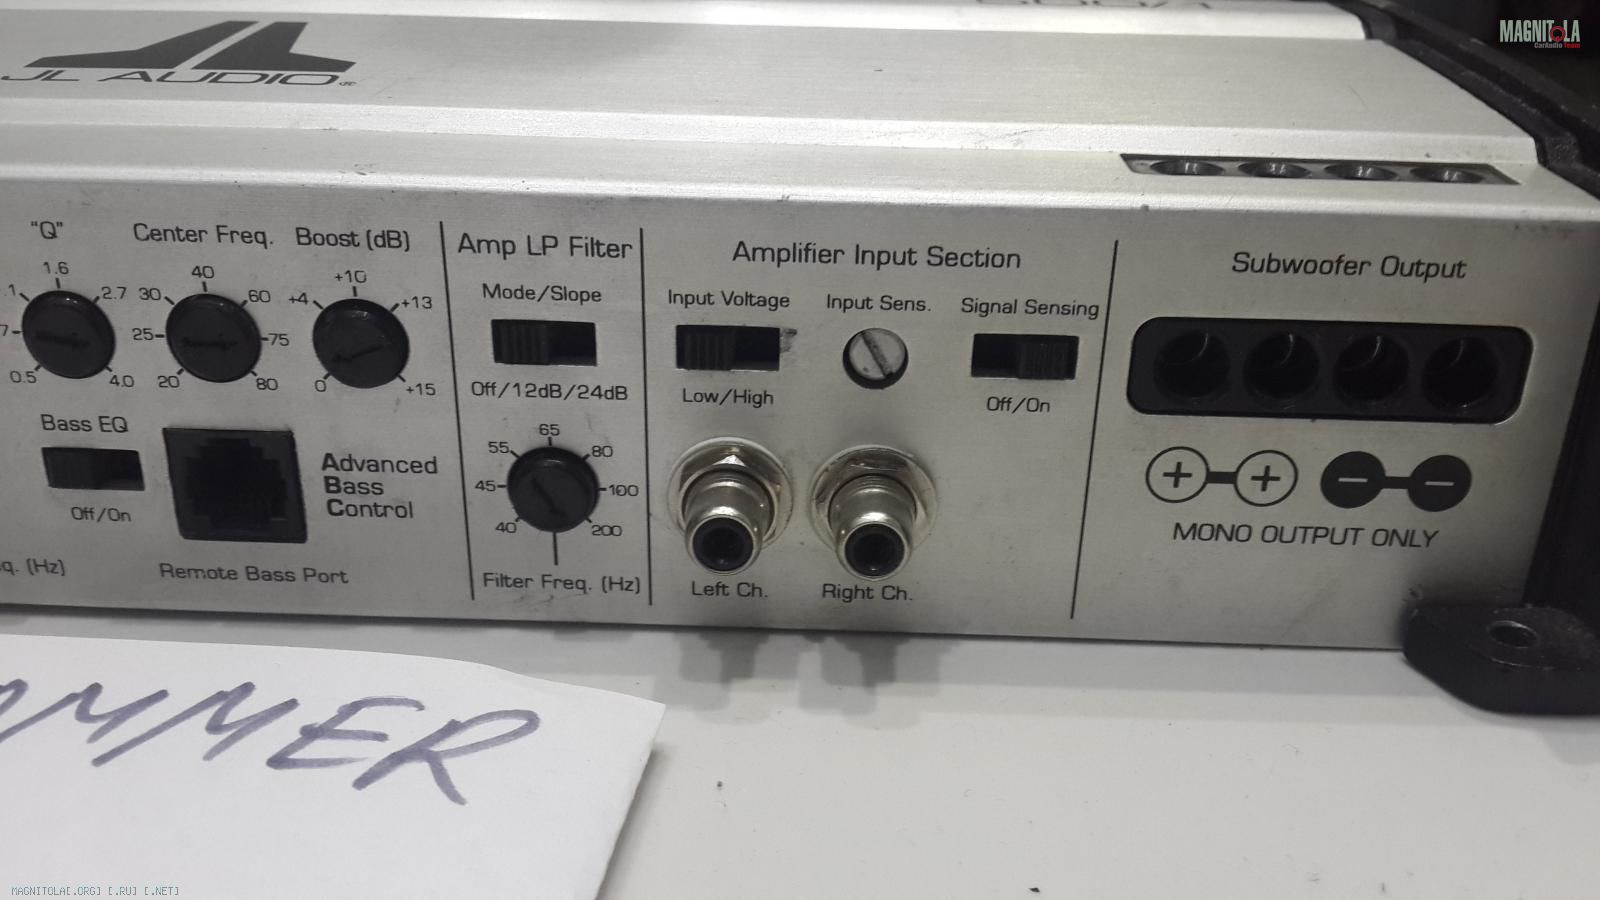 MAGNITOLA
CarAudio Team
JL AUDIO®
"Q"
1.6
2.7
0.5
4.0
Center Freq.
40
30
60
25
75
20
80
Boost (dB)
+10
+4
+13
0
+15
Bass EQ
Off/On
Advanced
Bass
Control
Remote Bass Port
(Hz)
Amp LP Filter
Mode/Slope
Off/12dB/24dB
65
55
80
45
100
40
200
Filter Freq. (Hz)
Amplifier Input Section
Input Voltage
Low/High
Input Sens.
Signal Sensing
Off/On
Left Ch.
Right Ch.
Subwoofer Output
+ + − −
MONO OUTPUT ONLY
MMER
MAGNITOLA[.ORG] [.RU] [.NET]